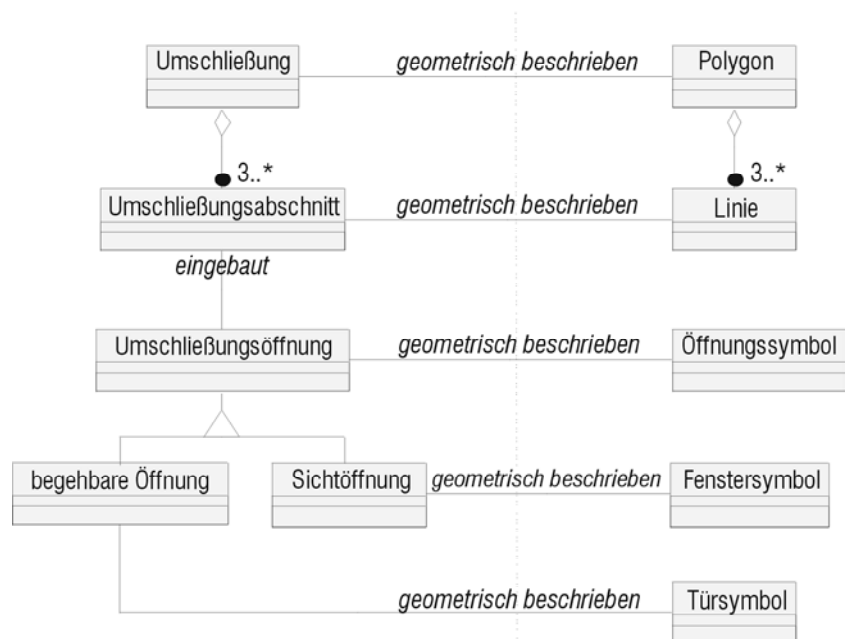 Umschließung
geometrisch beschrieben
Polygon
3..*
3..*
Umschließungsabschnitt
geometrisch beschrieben
Linie
eingebaut
Umschließungsöffnung
geometrisch beschrieben
Öffnungssymbol
begehbare Öffnung
Sichtöffnung
geometrisch beschrieben
Fenstersymbol
geometrisch beschrieben
Türsymbol